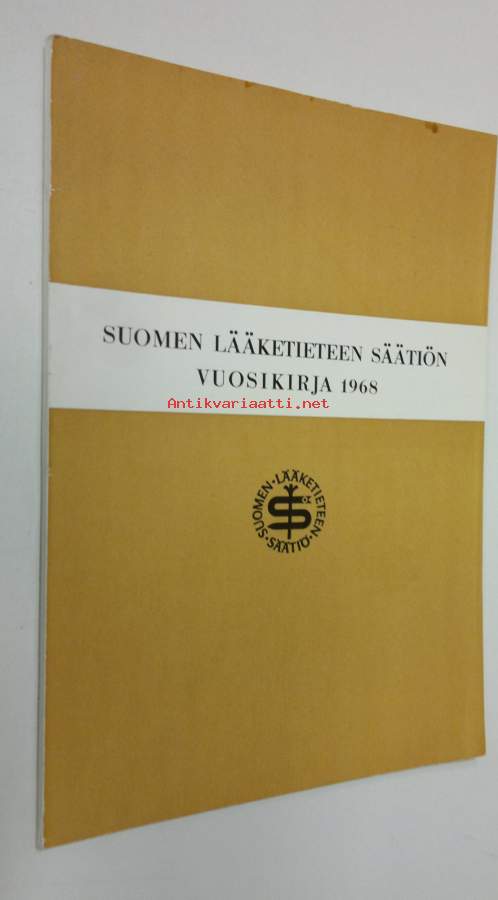 SUOMEN LÄÄKETIETEEN SÄÄTIÖN
VUOSIKIRJA 1968
Antikvariaatti.net
SUOMEN·LÄÄKETIETEEN·SÄÄTIÖ·